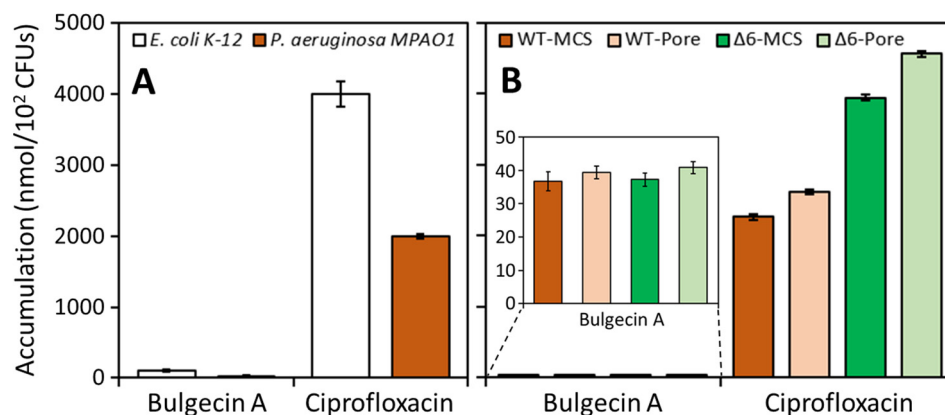 Accumulation (nmol/10² CFUs)
5000
4000
3000
2000
1000
0
E. coli K-12
P. aeruginosa MPAO1
A
Bulgecin A
Ciprofloxacin
WT-MCS
WT-Pore
Δ6-MCS
Δ6-Pore
B
50
40
30
20
10
0
Bulgecin A
Bulgecin A
Ciprofloxacin